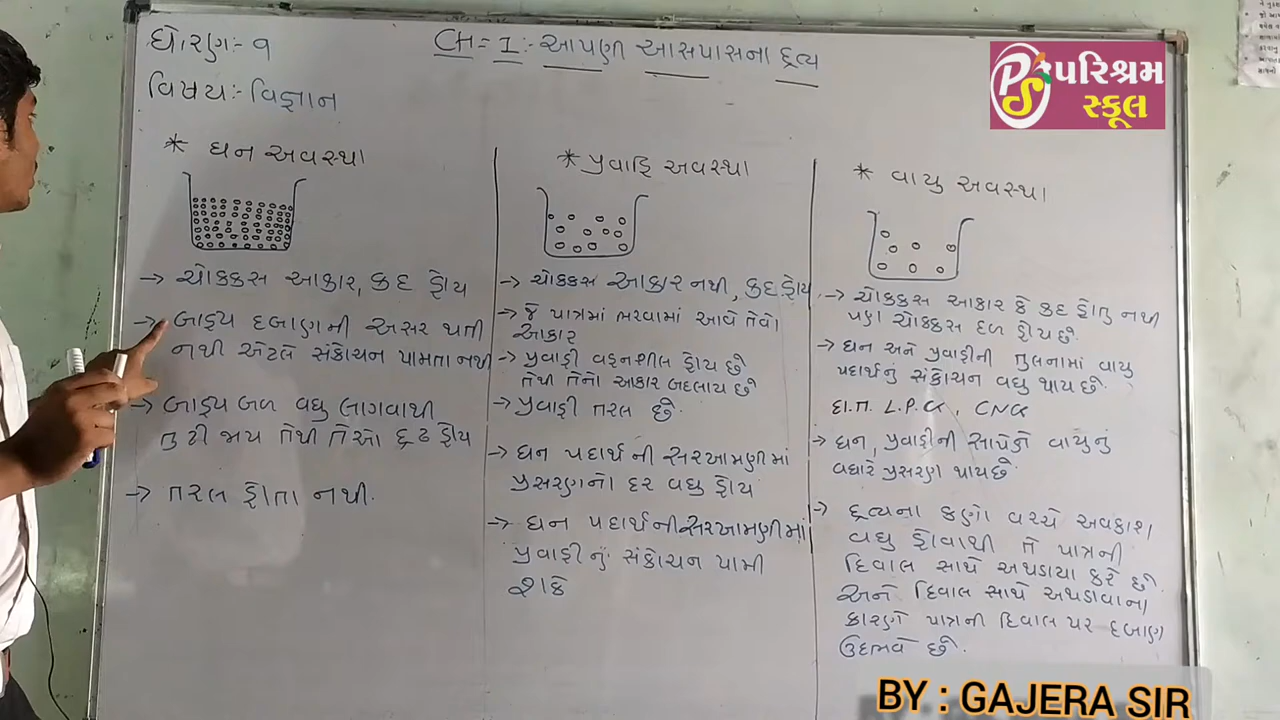 ધોરણ:- ૧
CH = 1 :- આપણી આસપાસના દ્રવ્ય
વિષય:- વિજ્ઞાન
PS પરિશ્રમ
સ્કૂલ
* ઘન અવસ્થા
→ ચોક્કસ આકાર, કદ હોય
→ બાહ્ય દબાણની અસર થતી
નથી એટલે સંકોચન પામતા નથી
→ બાહ્ય બળ વધુ લાગવાથી
તુટી જાય તેથી તેઓ દ્રઢ હોય
→ તરલ હોતા નથી.
* પ્રવાહિ અવસ્થા
→ ચોક્કસ આકાર નથી, કદ હોય
→ જે પાત્રમાં ભરવામાં આવે તેવો
આકાર
→ પ્રવાહી વહનશીલ હોય છે
તેથી તેનો આકાર બદલાય છે
→ પ્રવાહી તરલ છે.
→ ઘન પદાર્થની સરખામણીમાં
પ્રસરણનો દર વધુ હોય
→ ઘન પદાર્થની સરખામણીમાં
પ્રવાહીનું સંકોચન પામી
શકે
* વાયુ અવસ્થા
→ ચોક્કસ આકાર કે કદ હોતુ નથી
પણ ચોક્કસ દળ હોય છે.
→ ઘન અને પ્રવાહીની તુલનામાં વાયુ
પદાર્થનું સંકોચન વધુ થાય છે.
દા.ત. L.P.G, CNG
→ ઘન, પ્રવાહીની સાપેક્ષે વાયુનું
વધારે પ્રસરણ થાય છે.
→ દ્રવ્યના કણો વચ્ચે અવકાશ
વધુ હોવાથી તે પાત્રની
દિવાલ સાથે અથડાયા કરે છે
અને દિવાલ સાથે અથડાવાના
કારણે પાત્રની દિવાલ પર દબાણ
ઉદભવે છે.
BY : GAJERA SIR